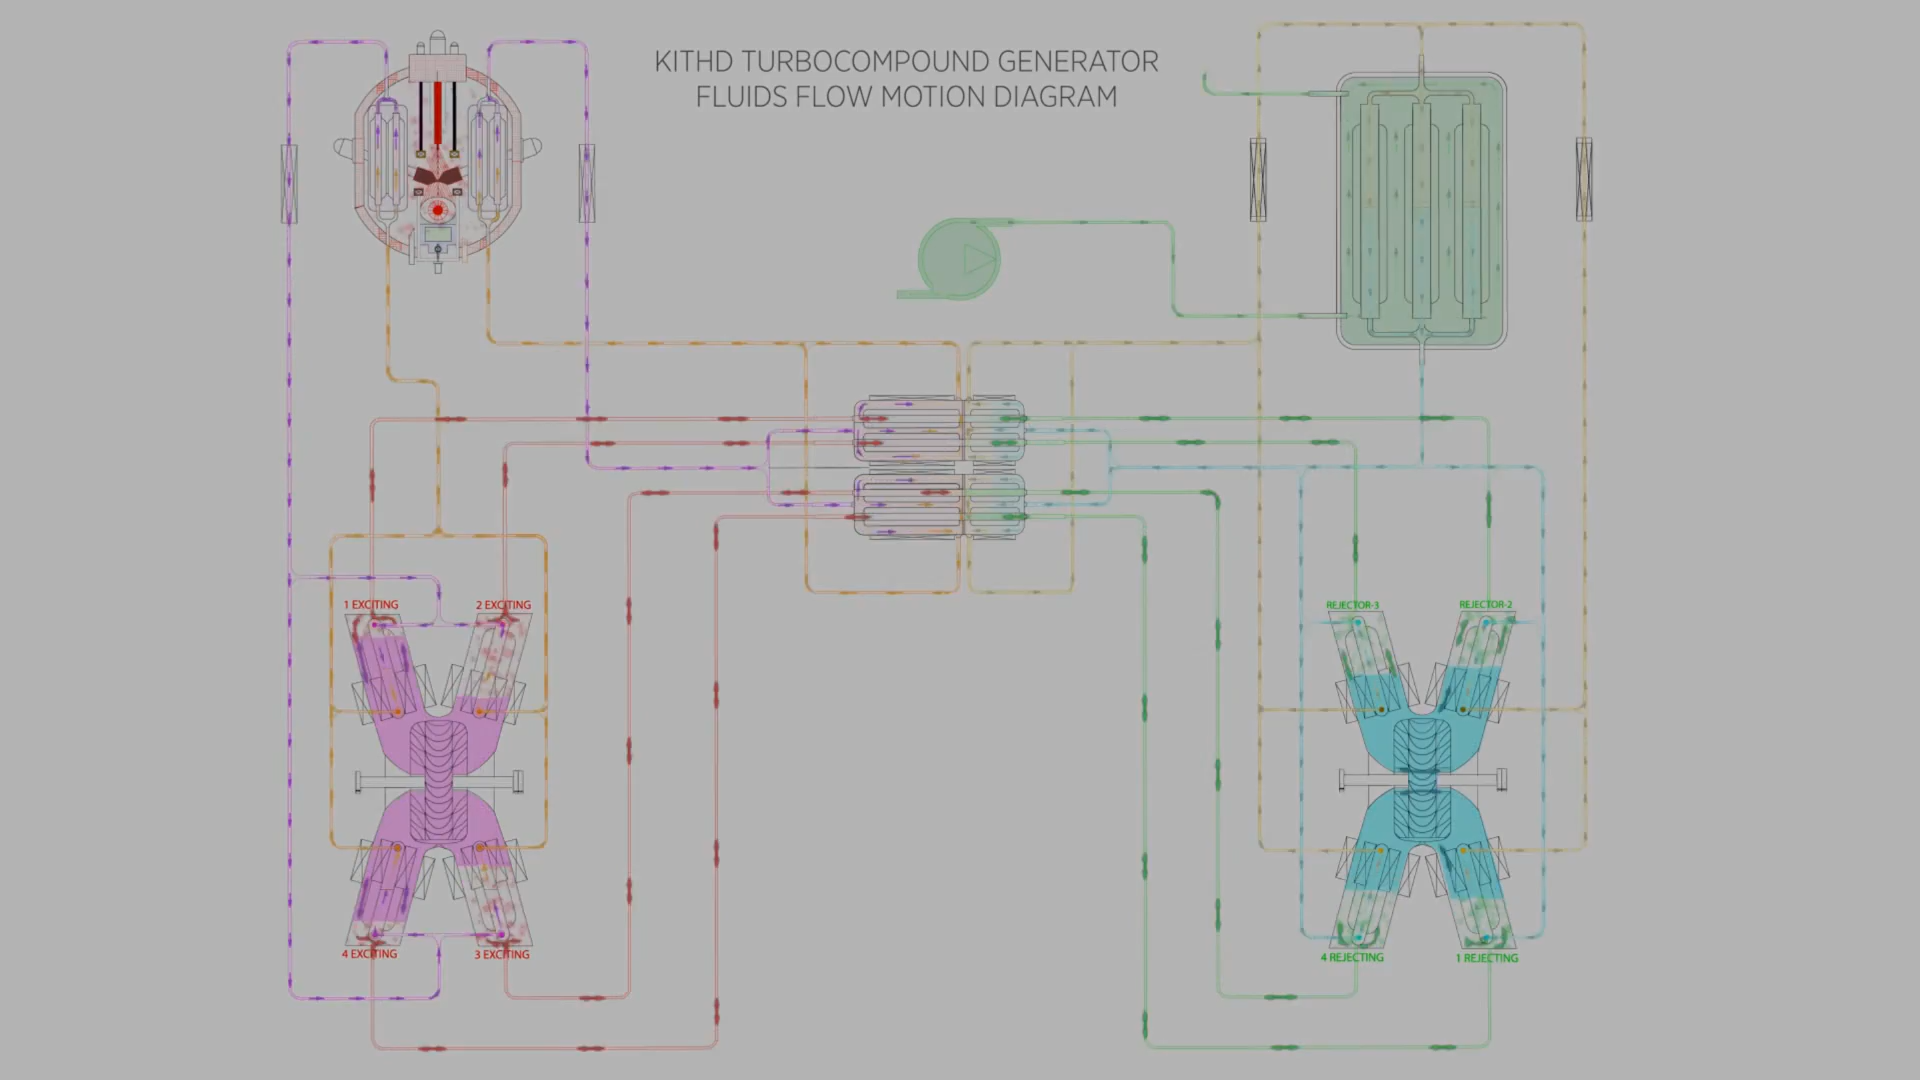 KITHD TURBOCOMPOUND GENERATOR
FLUIDS FLOW MOTION DIAGRAM
1 EXCITING
2 EXCITING
REJECTOR-3
REJECTOR-2
4 EXCITING
3 EXCITING
4 REJECTING
1 REJECTING